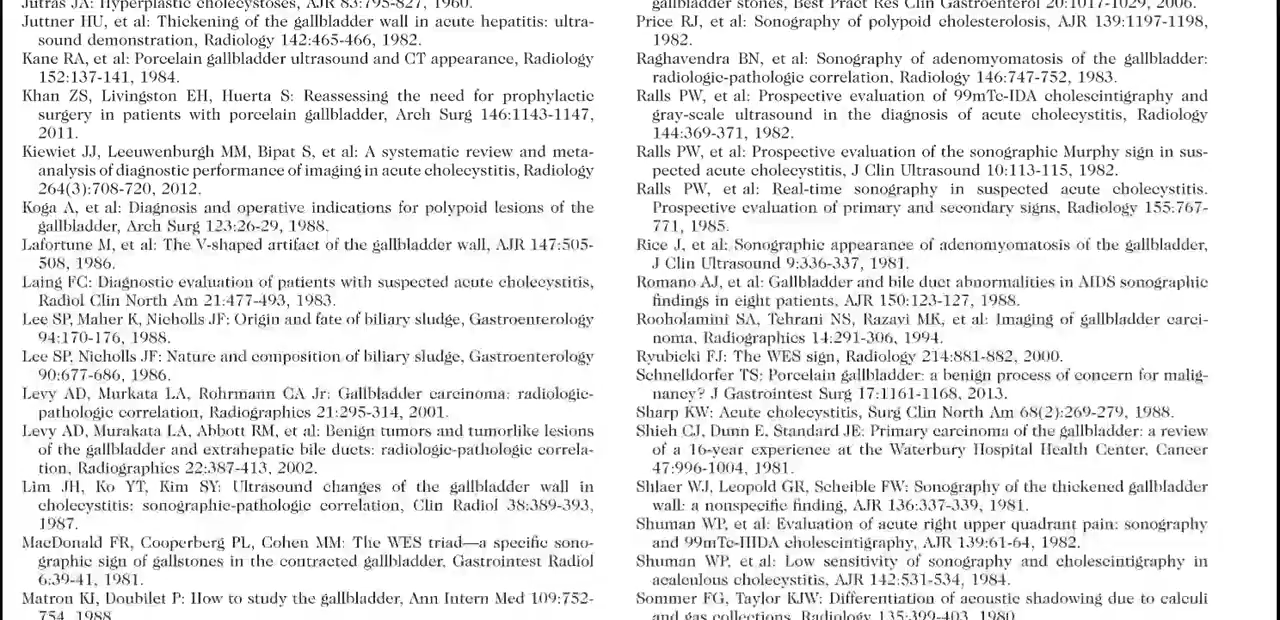 Jutras JA: Hyperplastic cholecystoses, AJR 83:795-827, 1960.
Juttner HU, et al: Thickening of the gallbladder wall in acute hepatitis: ultra-
sound demonstration, Radiology 142:465-466, 1982.
Kane RA, et al: Porcelain gallbladder ultrasound and CT appearance, Radiology
152:137-141, 1984.
Khan ZS, Livingston EH, Huerta S: Reassessing the need for prophylactic
surgery in patients with porcelain gallbladder, Arch Surg 146:1143-1147,
2011.
Kiewiet JJ, Leeuwenburgh MM, Bipat S, et al: A systematic review and meta-
analysis of diagnostic performance of imaging in acute cholecystitis, Radiology
264(3):708-720, 2012.
Koga A, et al: Diagnosis and operative indications for polypoid lesions of the
gallbladder, Arch Surg 123:26-29, 1988.
Lafortune M, et al: The V-shaped artifact of the gallbladder wall, AJR 147:505-
508, 1986.
Laing FC: Diagnostic evaluation of patients with suspected acute cholecystitis,
Radiol Clin North Am 21:477-493, 1983.
Lee SP, Maher K, Nicholls JF: Origin and fate of biliary sludge, Gastroenterology
94:170-176, 1988.
Lee SP, Nicholls JF: Nature and composition of biliary sludge, Gastroenterology
90:677-686, 1986.
Levy AD, Murkata LA, Rohrmann CA Jr: Gallbladder carcinoma: radiologic-
pathologic correlation, Radiographics 21:295-314, 2001.
Levy AD, Murakata LA, Abbott RM, et al: Benign tumors and tumorlike lesions
of the gallbladder and extrahepatic bile ducts: radiologic-pathologic correla-
tion, Radiographics 22:387-413, 2002.
Lim JH, Ko YT, Kim SY: Ultrasound changes of the gallbladder wall in
cholecystitis: sonographic-pathologic correlation, Clin Radiol 38:389-393,
1987.
MacDonald FR, Cooperberg PL, Cohen MM: The WES triad—a specific sono-
graphic sign of gallstones in the contracted gallbladder, Gastrointest Radiol
6:39-41, 1981.
Matron KI, Doubilet P: How to study the gallbladder, Ann Intern Med 109:752-
754, 1988.
gallbladder stones, Best Pract Res Clin Gastroenterol 20:1017-1029, 2006.
Price RJ, et al: Sonography of polypoid cholesterolosis, AJR 139:1197-1198,
1982.
Raghavendra BN, et al: Sonography of adenomyomatosis of the gallbladder:
radiologic-pathologic correlation, Radiology 146:747-752, 1983.
Ralls PW, et al: Prospective evaluation of 99mTc-IDA cholescintigraphy and
gray-scale ultrasound in the diagnosis of acute cholecystitis, Radiology
144:369-371, 1982.
Ralls PW, et al: Prospective evaluation of the sonographic Murphy sign in sus-
pected acute cholecystitis, J Clin Ultrasound 10:113-115, 1982.
Ralls PW, et al: Real-time sonography in suspected acute cholecystitis.
Prospective evaluation of primary and secondary signs, Radiology 155:767-
771, 1985.
Rice J, et al: Sonographic appearance of adenomyomatosis of the gallbladder,
J Clin Ultrasound 9:336-337, 1981.
Romano AJ, et al: Gallbladder and bile duct abnormalities in AIDS sonographic
findings in eight patients, AJR 150:123-127, 1988.
Rooholamini SA, Tehrani NS, Razavi MK, et al: Imaging of gallbladder carci-
noma, Radiographics 14:291-306, 1994.
Ryubicki FJ: The WES sign, Radiology 214:881-882, 2000.
Schnelldorfer TS: Porcelain gallbladder: a benign process of concern for malig-
nancy? J Gastrointest Surg 17:1161-1168, 2013.
Sharp KW: Acute cholecystitis, Surg Clin North Am 68(2):269-279, 1988.
Shieh CJ, Dunn E, Standard JE: Primary carcinoma of the gallbladder: a review
of a 16-year experience at the Waterbury Hospital Health Center, Cancer
47:996-1004, 1981.
Shlaer WJ, Leopold GR, Scheible FW: Sonography of the thickened gallbladder
wall: a nonspecific finding, AJR 136:337-339, 1981.
Shuman WP, et al: Evaluation of acute right upper quadrant pain: sonography
and 99mTc-HIDA cholescintigraphy, AJR 139:61-64, 1982.
Shuman WP, et al: Low sensitivity of sonography and cholescintigraphy in
acalculous cholecystitis, AJR 142:531-534, 1984.
Sommer FG, Taylor KJW: Differentiation of acoustic shadowing due to calculi
and gas collections, Radiology 135:399-403, 1980.